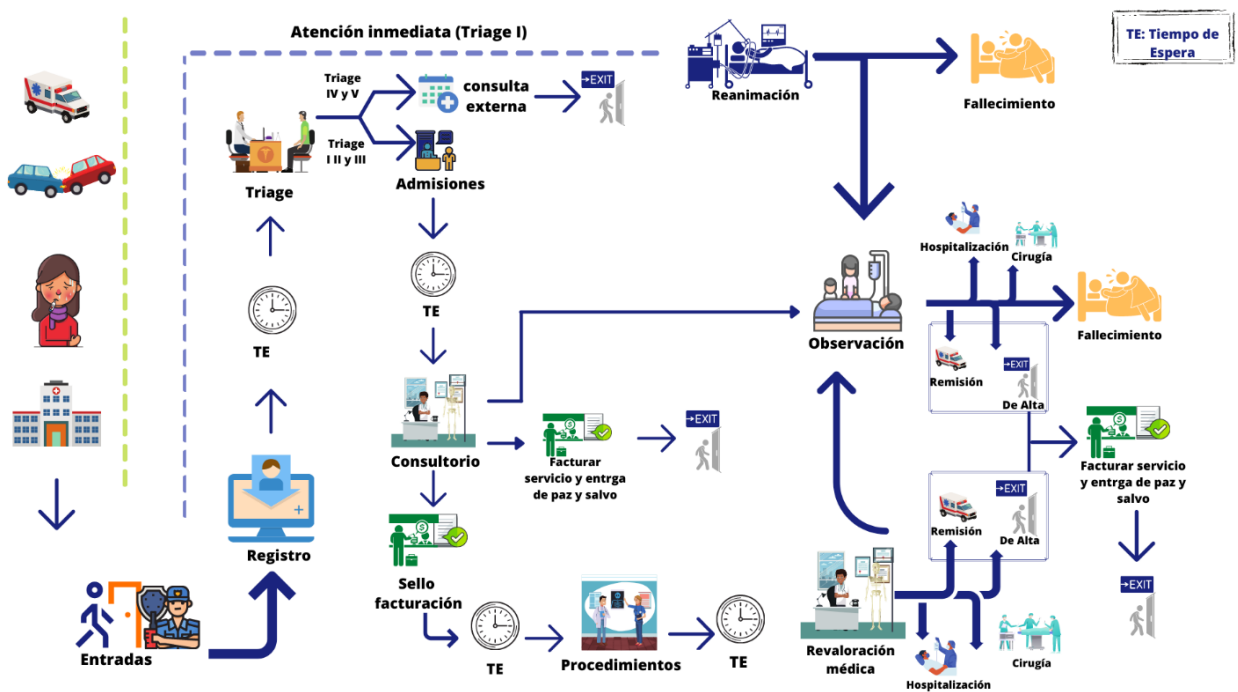 Atención inmediata (Triage I)
TE: Tiempo de
Espera
Triage
IV y V
consulta
externa
EXIT
Reanimación
Fallecimiento
Triage
I II y III
Triage
Admisiones
TE
TE
Hospitalización
Cirugía
Observación
Fallecimiento
Remisión
EXIT
De Alta
Consultorio
Facturar
servicio y entrga
de paz y salvo
EXIT
Facturar servicio
y entrga de paz y
salvo
Registro
Sello
facturación
Remisión
EXIT
De Alta
EXIT
Entradas
TE
Procedimientos
TE
Revaloración
médica
Hospitalización
Cirugía